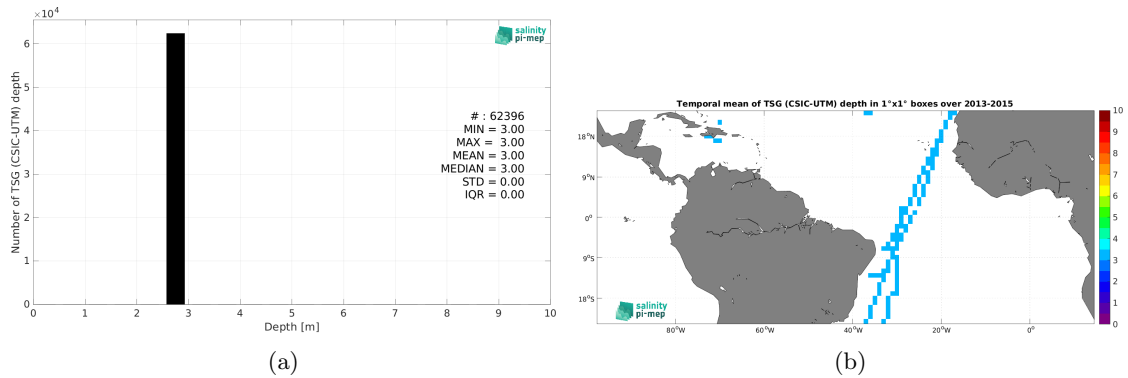 ×10⁴
6
5
4
3
2
1
0
Number of TSG (CSIC-UTM) depth
salinity
pi-mep
# : 62396
MIN = 3.00
MAX = 3.00
MEAN = 3.00
MEDIAN = 3.00
STD = 0.00
IQR = 0.00
0 1 2 3 4 5 6 7 8 9 10
Depth [m]
(a)
Temporal mean of TSG (CSIC-UTM) depth in 1°x1° boxes over 2013-2015
18°N
9°N
0°
9°S
18°S
salinity
pi-mep
80°W 60°W 40°W 20°W 0°
10
9
8
7
6
5
4
3
2
1
0
(b)